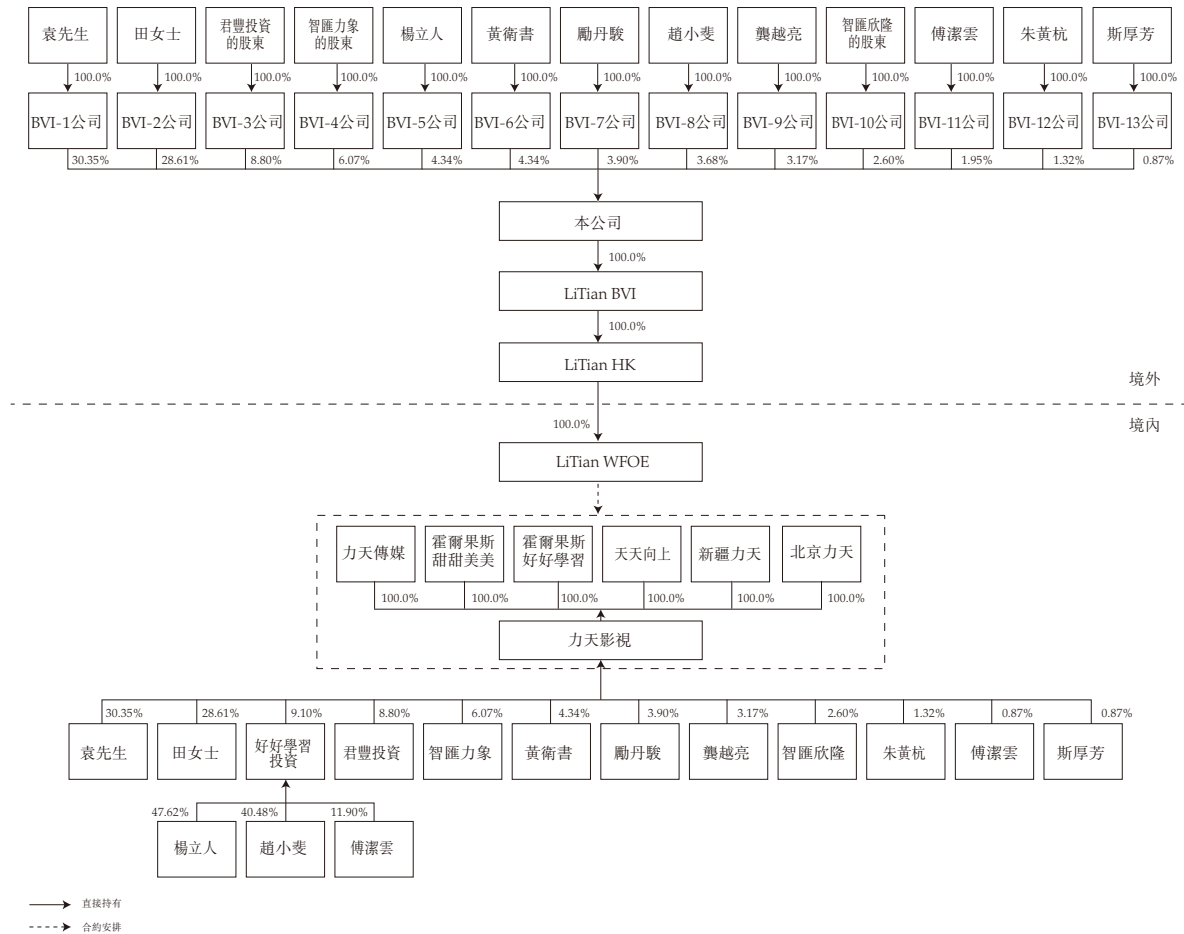 袁先生
田女士
君豐投資
的股東
智匯力象
的股東
楊立人
黃衛書
勵丹駿
趙小斐
龔越亮
智匯欣隆
的股東
傅潔雲
朱黃杭
斯厚芳
100.0%
100.0%
100.0%
100.0%
100.0%
100.0%
100.0%
100.0%
100.0%
100.0%
100.0%
100.0%
100.0%
BVI-1公司
BVI-2公司
BVI-3公司
BVI-4公司
BVI-5公司
BVI-6公司
BVI-7公司
BVI-8公司
BVI-9公司
BVI-10公司
BVI-11公司
BVI-12公司
BVI-13公司
30.35%
28.61%
8.80%
6.07%
4.34%
4.34%
3.90%
3.68%
3.17%
2.60%
1.95%
1.32%
0.87%
本公司
100.0%
LiTian BVI
100.0%
LiTian HK
境外
境內
100.0%
LiTian WFOE
力天傳媒
霍爾果斯
甜甜美美
霍爾果斯
好好學習
天天向上
新疆力天
北京力天
100.0%
100.0%
100.0%
100.0%
100.0%
100.0%
力天影視
30.35%
28.61%
9.10%
8.80%
6.07%
4.34%
3.90%
3.17%
2.60%
1.32%
0.87%
0.87%
袁先生
田女士
好好學習
投資
君豐投資
智匯力象
黃衛書
勵丹駿
龔越亮
智匯欣隆
朱黃杭
傅潔雲
斯厚芳
47.62%
40.48%
11.90%
楊立人
趙小斐
傅潔雲
直接持有
合約安排